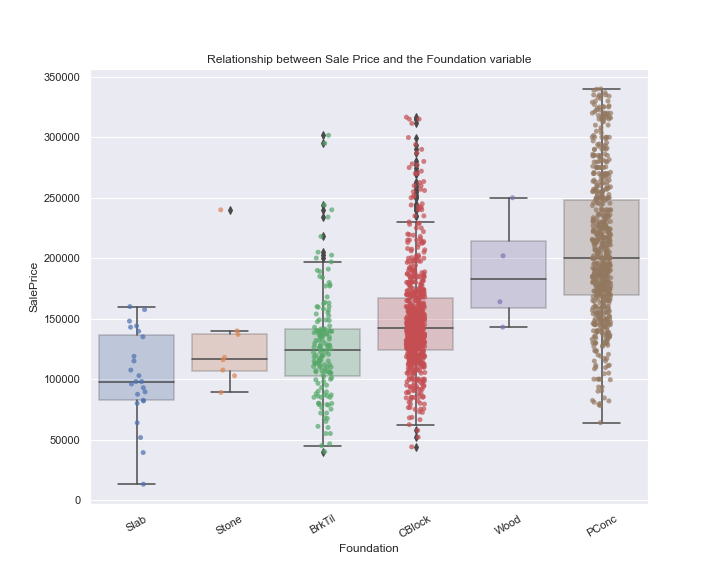 Relationship between Sale Price and the Foundation variable
350000
300000
250000
200000
150000
100000
50000
0
SalePrice
Slab
Stone
BrkTil
CBlock
Wood
PConc
Foundation